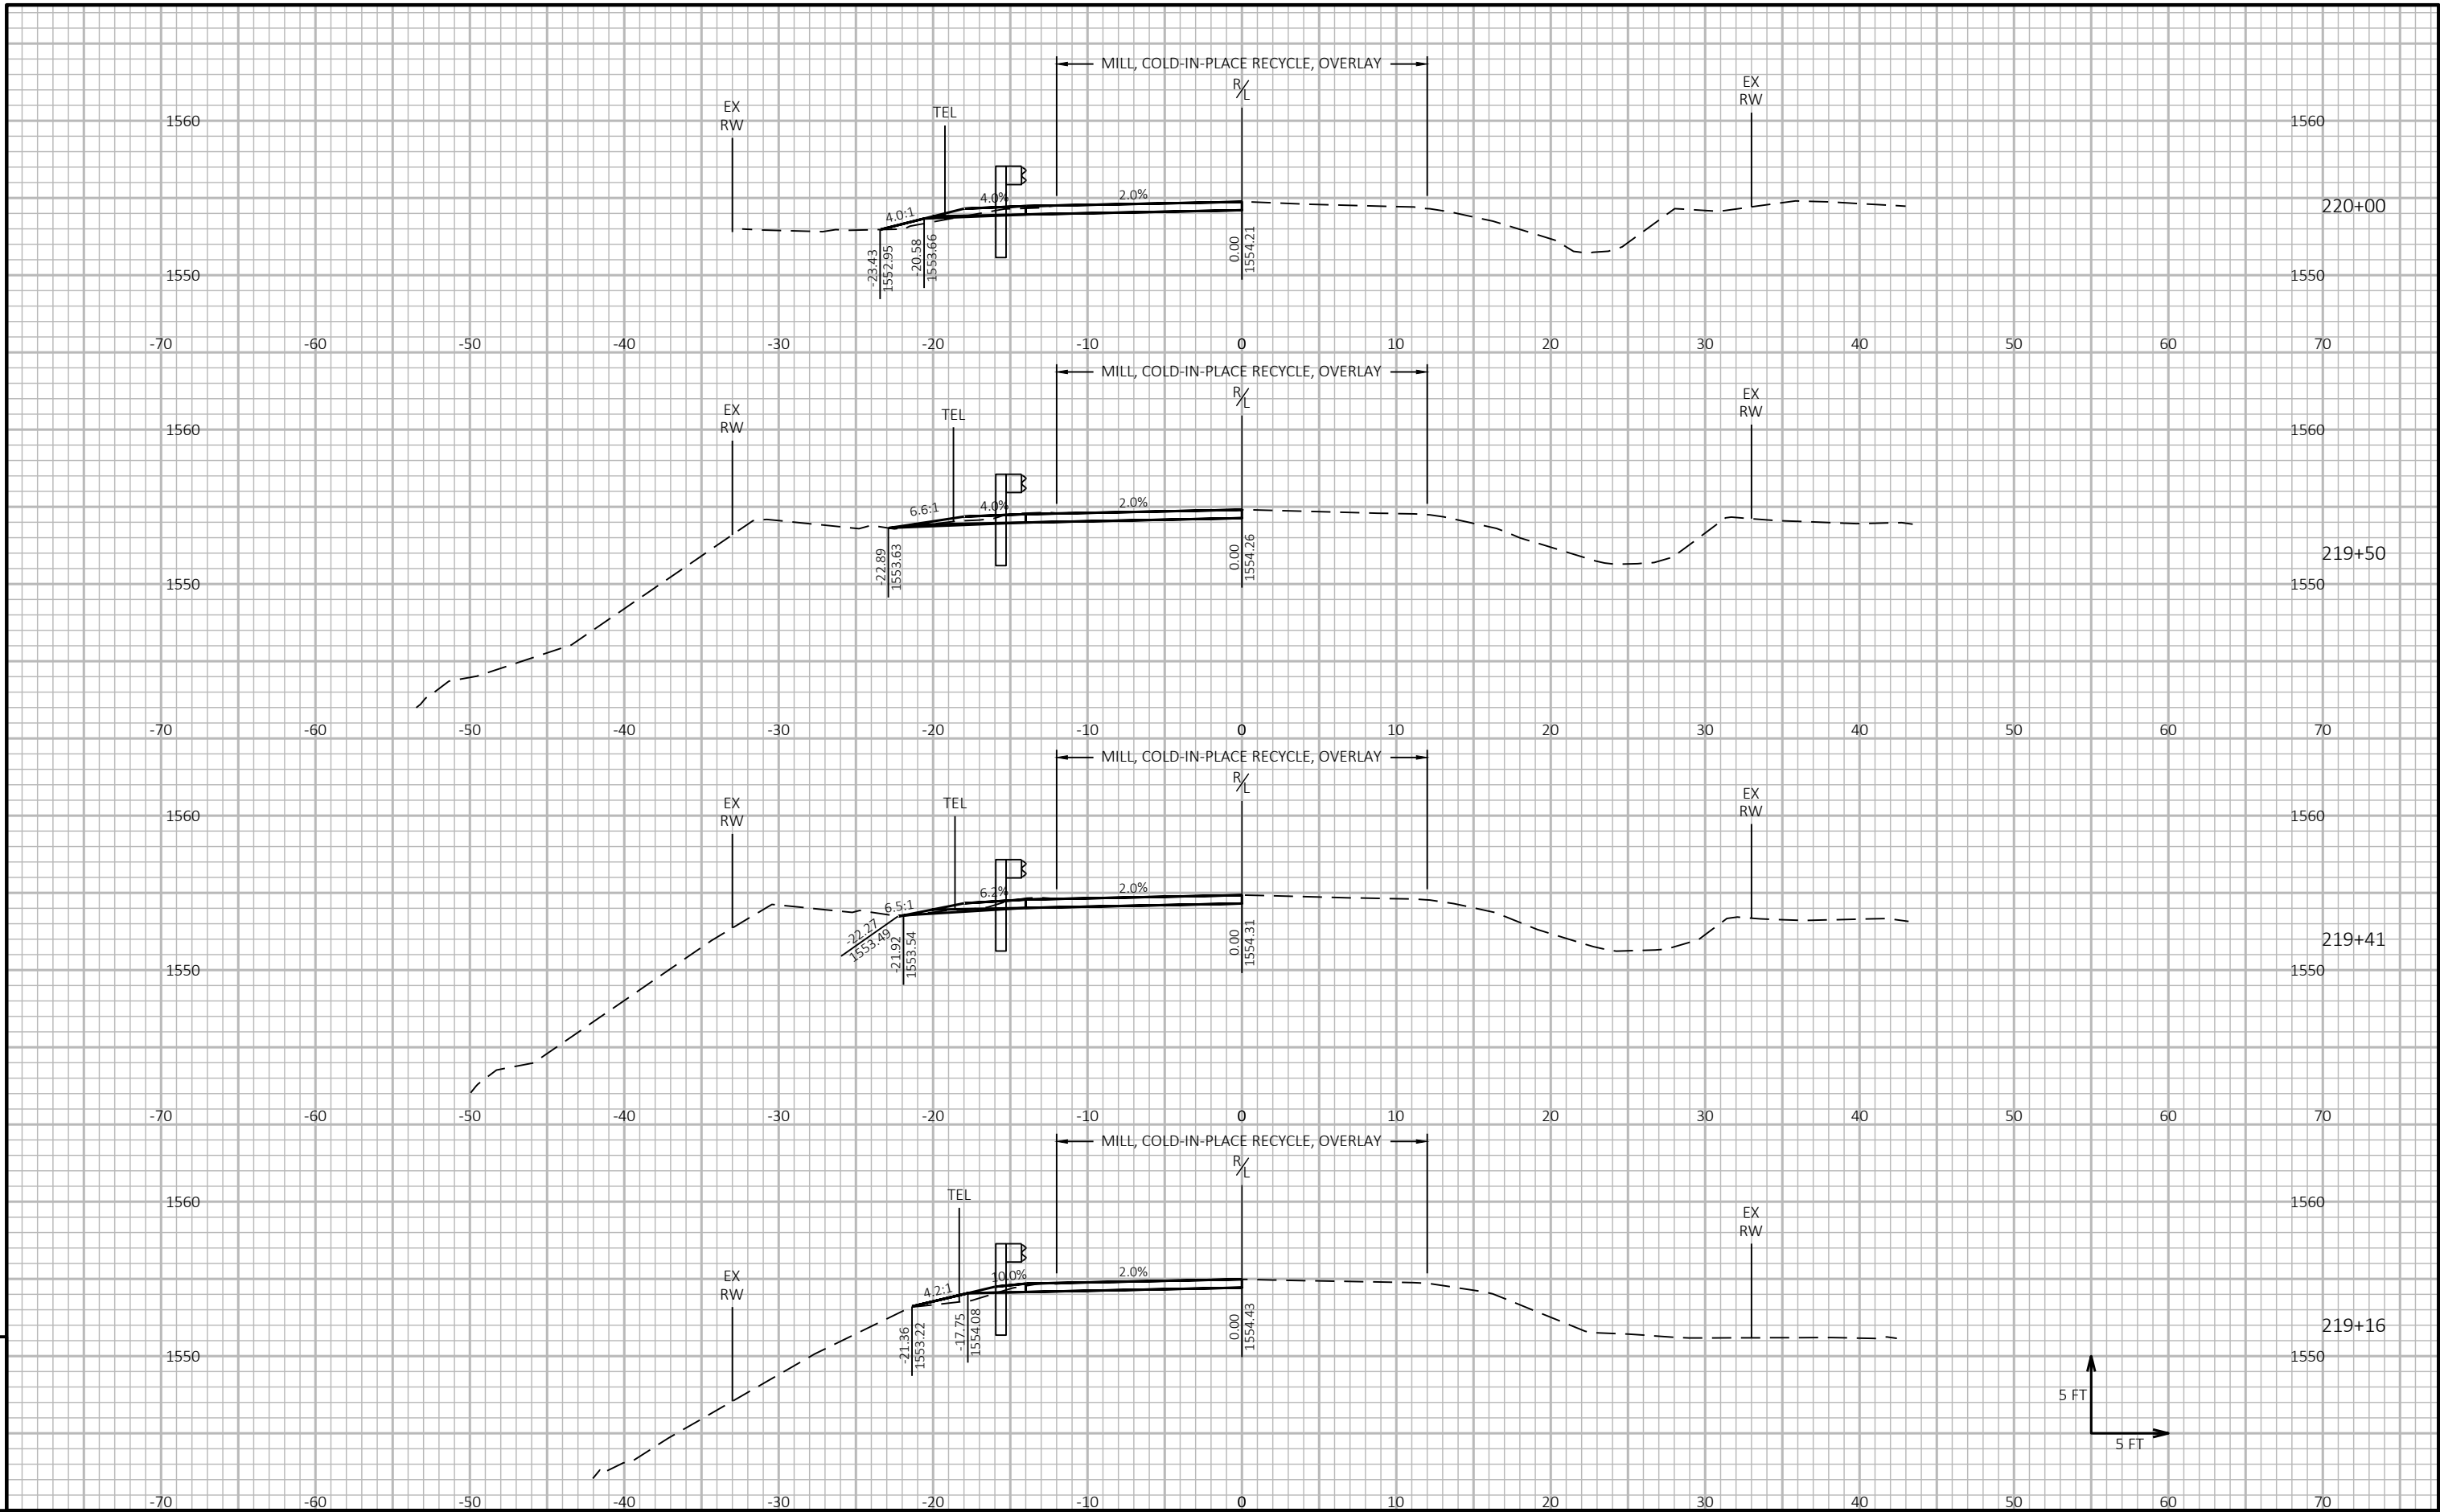 MILL, COLD-IN-PLACE RECYCLE, OVERLAY
R/L
EX
RW
TEL
EX
RW
1560
1560
4.0:1
4.0%
2.0%
220+00
-23.43
1552.95
-20.58
1553.66
0.00
1554.21
1550
1550
-70 -60 -50 -40 -30 -20 -10 0 10 20 30 40 50 60 70
MILL, COLD-IN-PLACE RECYCLE, OVERLAY
R/L
EX
RW
TEL
EX
RW
1560
1560
6.6:1
4.0%
2.0%
219+50
-22.89
1553.63
0.00
1554.26
1550
1550
-70 -60 -50 -40 -30 -20 -10 0 10 20 30 40 50 60 70
MILL, COLD-IN-PLACE RECYCLE, OVERLAY
R/L
EX
RW
TEL
EX
RW
1560
1560
6.5:1
6.2%
2.0%
219+41
-22.27
1553.49
-21.92
1553.54
0.00
1554.31
1550
1550
-70 -60 -50 -40 -30 -20 -10 0 10 20 30 40 50 60 70
MILL, COLD-IN-PLACE RECYCLE, OVERLAY
R/L
TEL
EX
RW
1560
1560
EX
RW
4.2:1
10.0%
2.0%
219+16
-21.36
1553.22
-17.75
1554.08
0.00
1554.43
1550
1550
5 FT
5 FT
-70 -60 -50 -40 -30 -20 -10 0 10 20 30 40 50 60 70